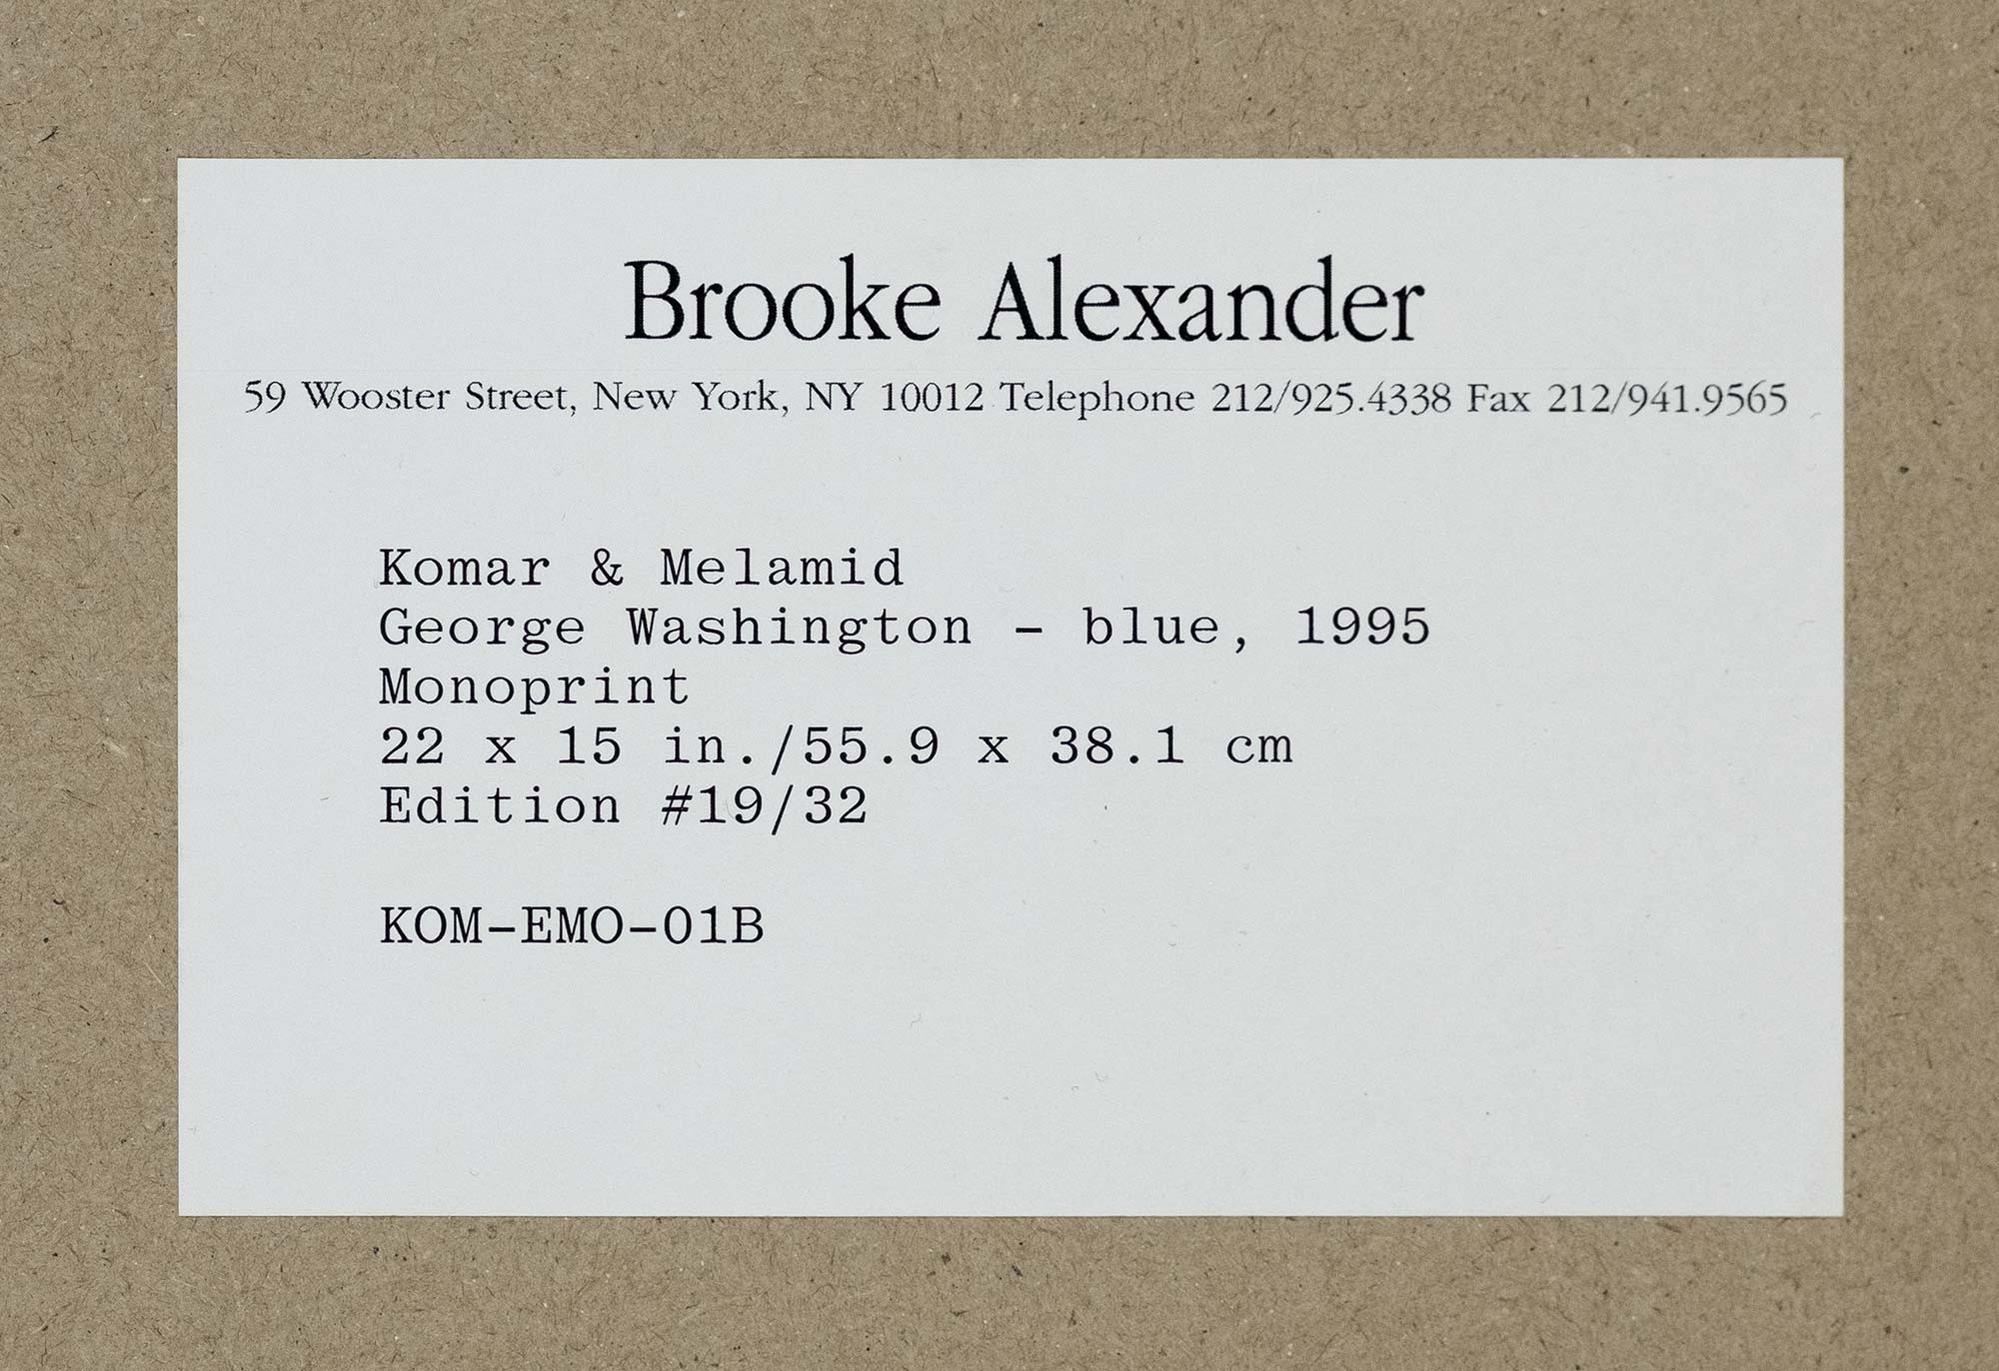 Brooke Alexander
59 Wooster Street, New York, NY 10012 Telephone 212/925.4338 Fax 212/941.9565
Komar & Melamid
George Washington - blue, 1995
Monoprint
22 x 15 in./55.9 x 38.1 cm
Edition #19/32
KOM-EMO-01B